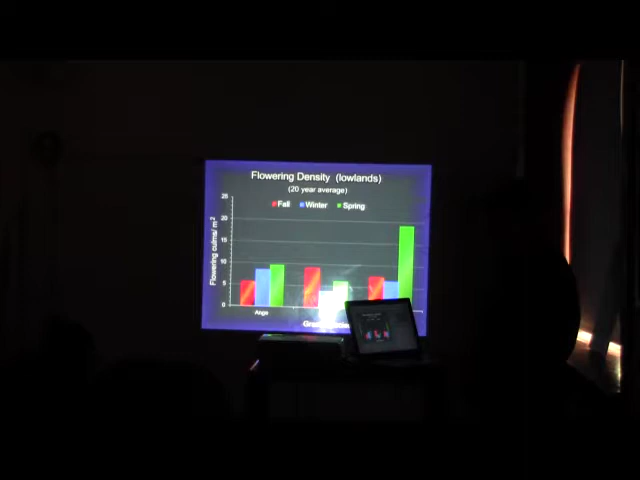 Flowering Density (lowlands)
(20 year average)
Fall Winter Spring
Flowering culms/ m²
25
20
15
10
5
0
Ange